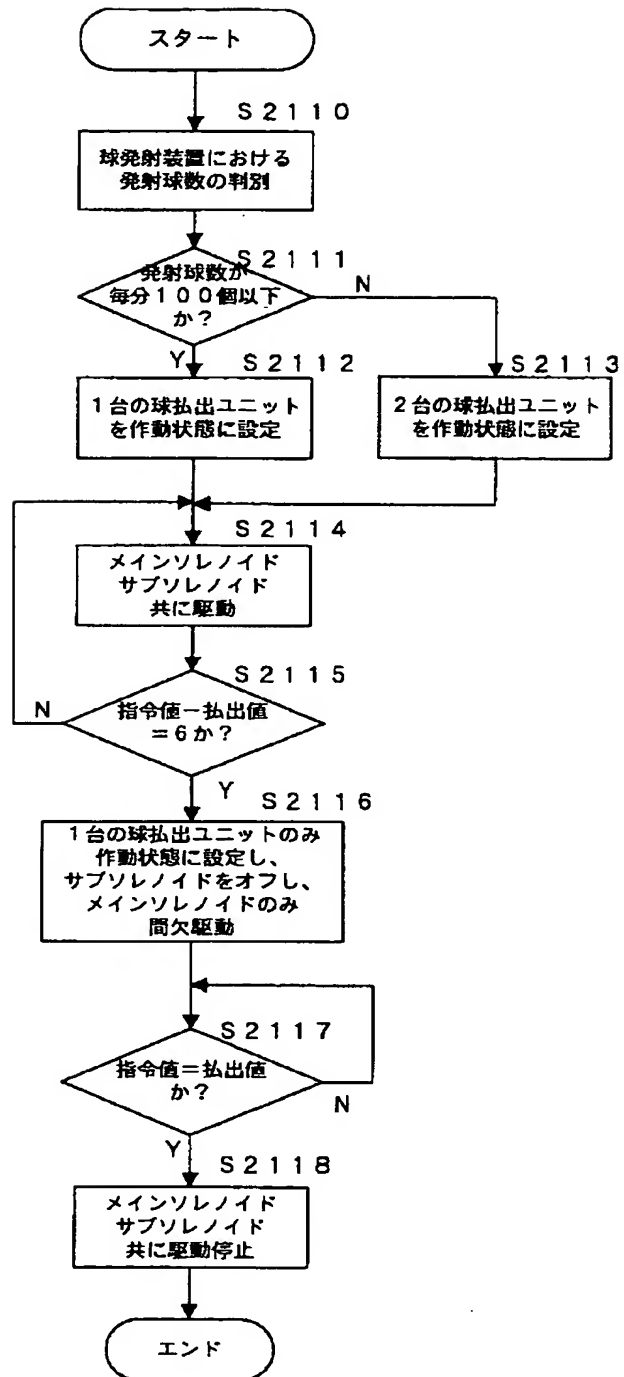 スタート
S2110
球発射装置における
発射球数の判別
S2111
発射球数が
毎分100個以下
か?
N
Y
S2112
1台の球払出ユニット
を作動状態に設定
S2113
2台の球払出ユニット
を作動状態に設定
S2114
メインソレノイド
サブソレノイド
共に駆動
S2115
指令値－払出値
＝6か?
N
Y
S2116
1台の球払出ユニットのみ
作動状態に設定し、
サブソレノイドをオフし、
メインソレノイドのみ
間欠駆動
S2117
指令値＝払出値
か?
N
Y
S2118
メインソレノイド
サブソレノイド
共に駆動停止
エンド